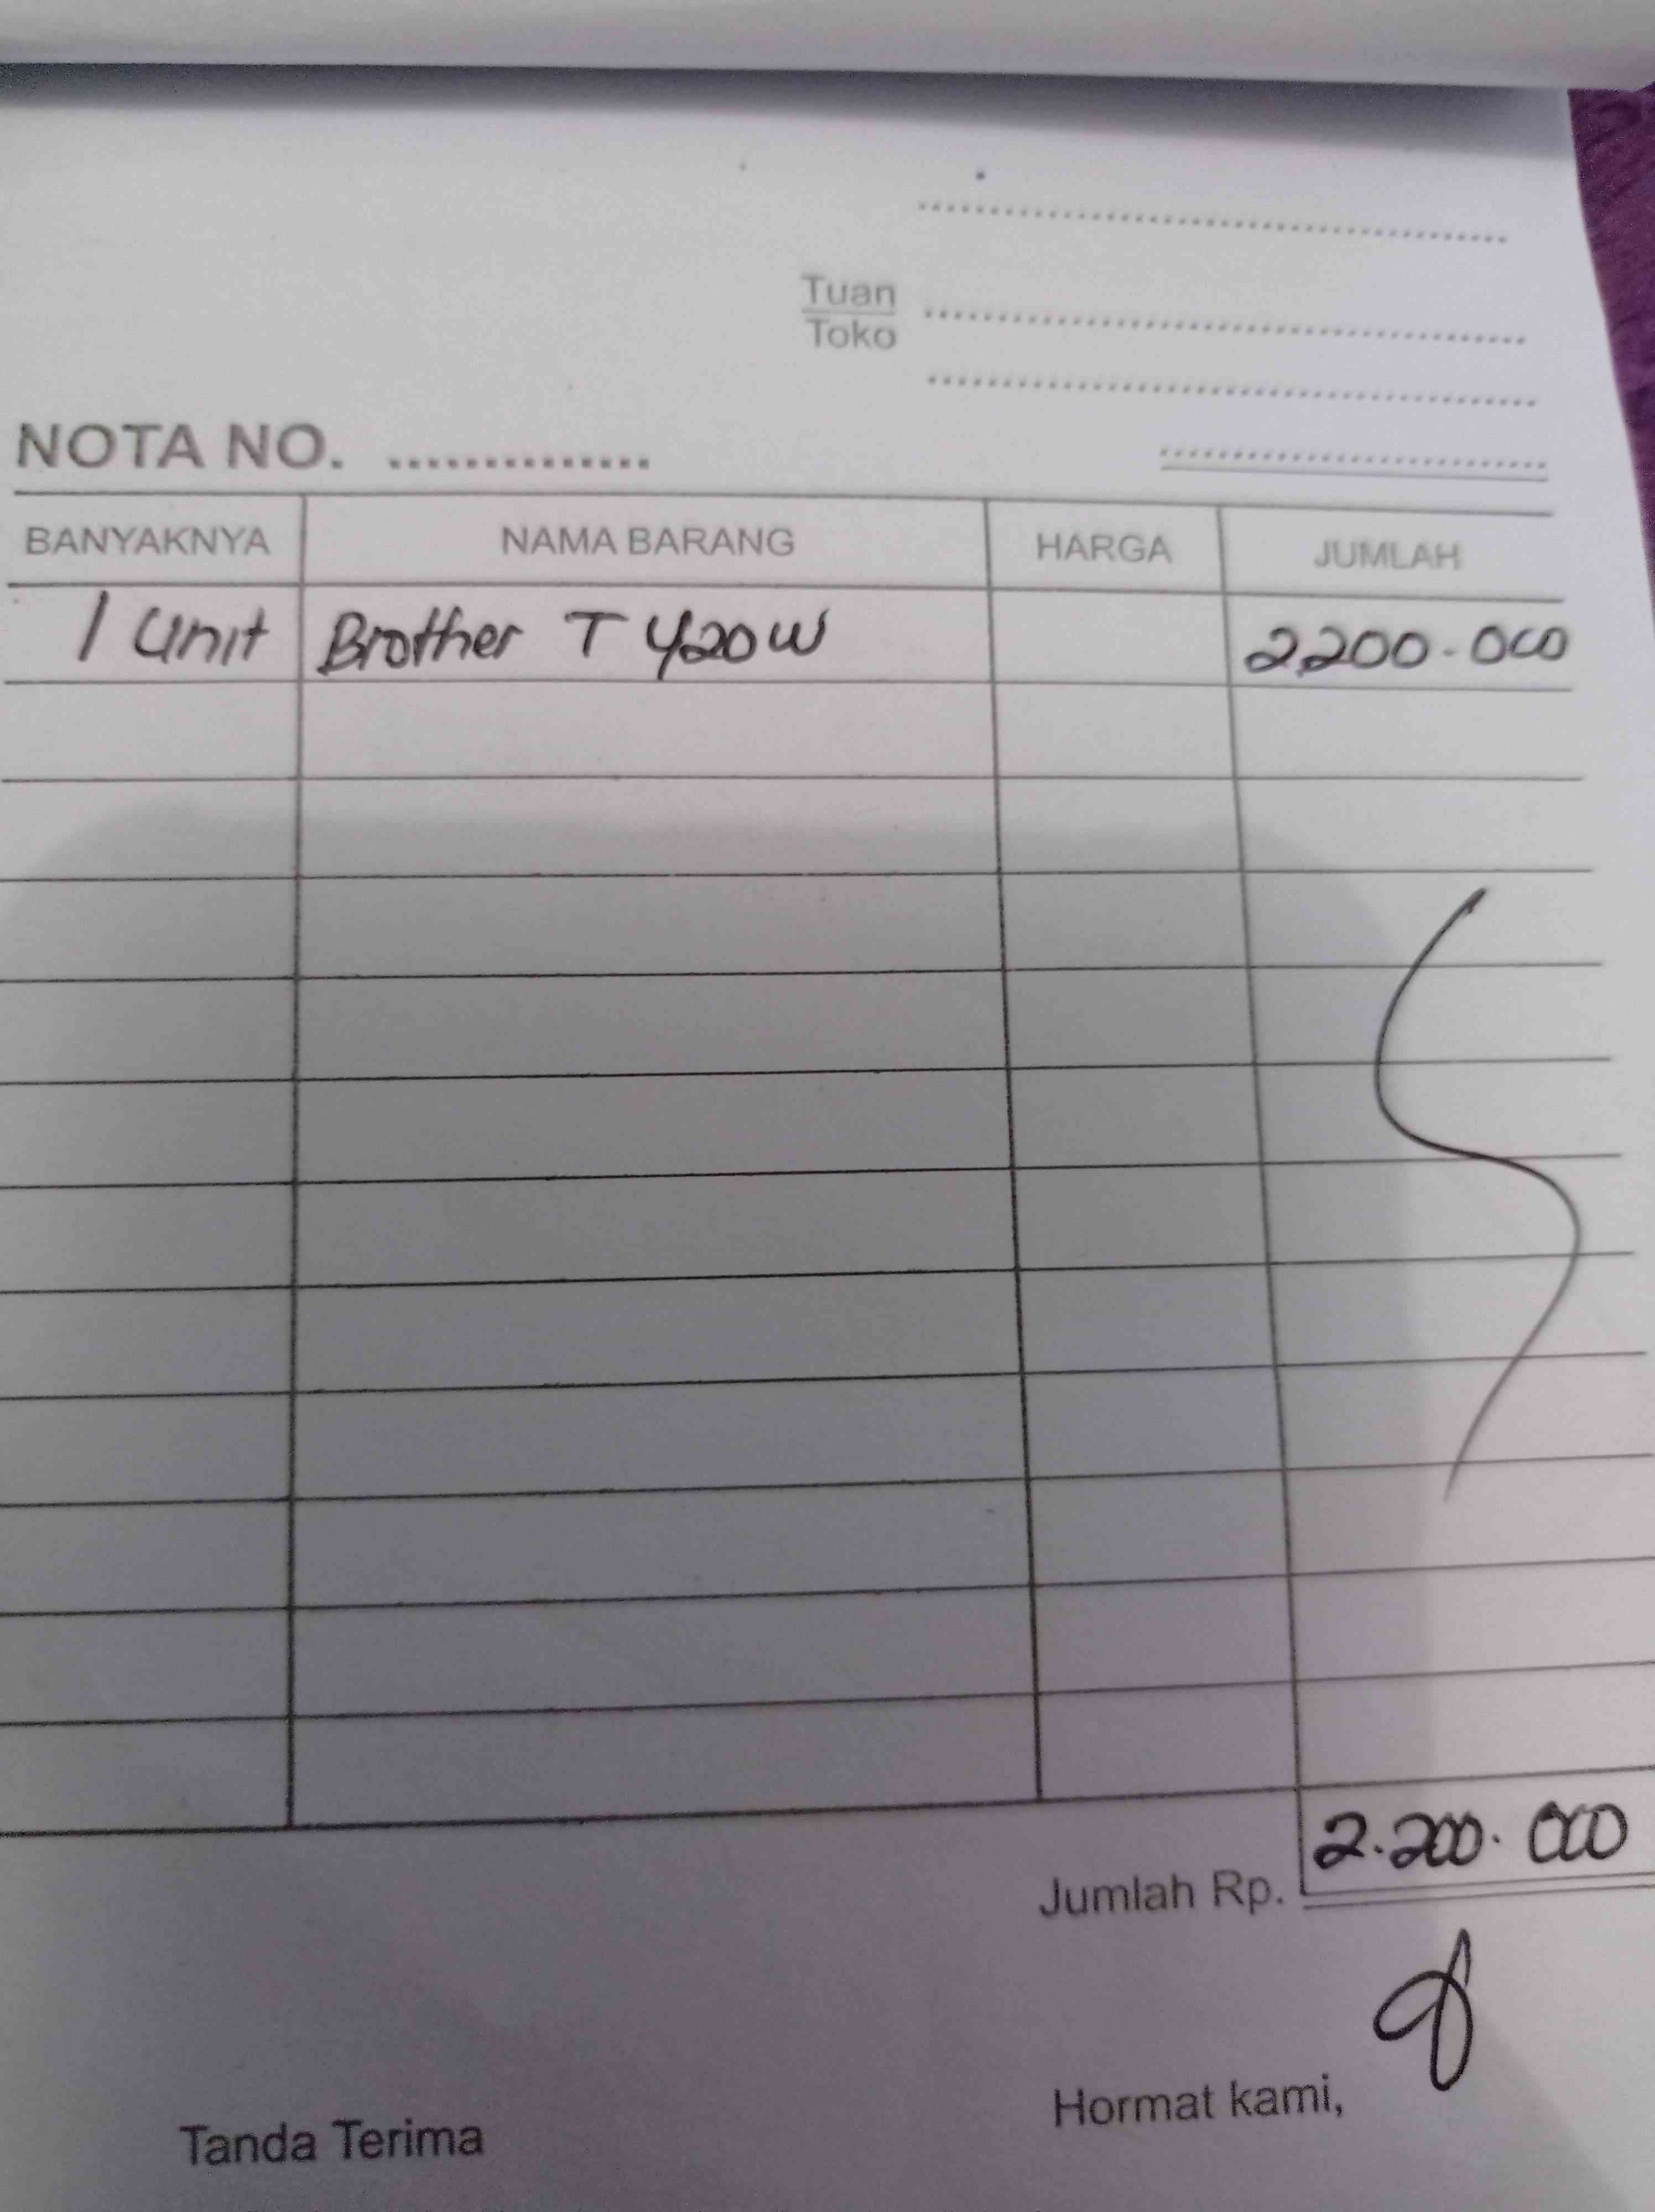 Tuan
Toko
NOTA NO. ..............
BANYAKNYA NAMA BARANG HARGA JUMLAH
1 Unit Brother T 420W 2.200.000
Jumlah Rp. 2.200.000
Hormat kami,
Tanda Terima